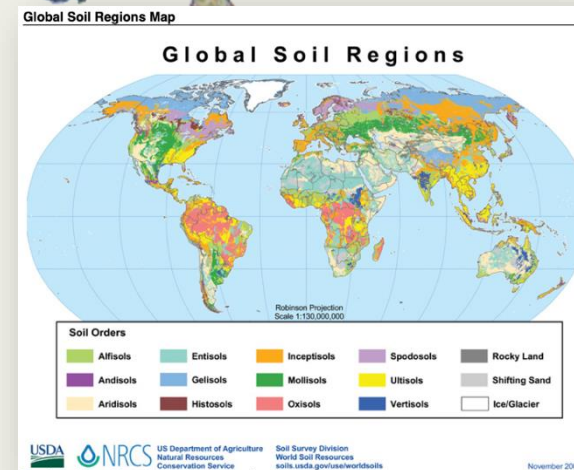 Global Soil Regions Map
Global Soil Regions
Robinson Projection
Scale 1:130,000,000
Soil Orders
Alfisols
Entisols
Inceptisols
Spodosols
Rocky Land
Andisols
Gelisols
Mollisols
Ultisols
Shifting Sand
Aridisols
Histosols
Oxisols
Vertisols
Ice/Glacier
USDA
NRCS
US Department of Agriculture
Natural Resources
Conservation Service
Soil Survey Division
World Soil Resources
soils.usda.gov/use/worldsoils
November